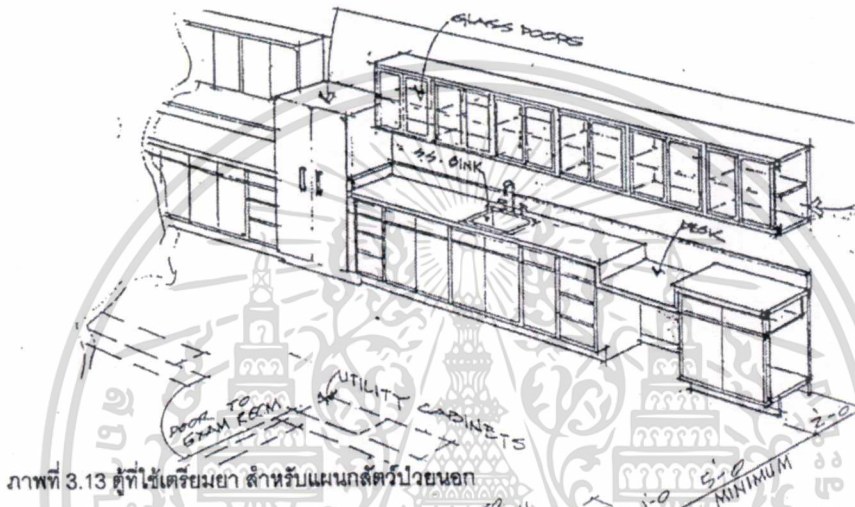 GLASS DOORS
S.S. SINK
DESK
DOOR TO
EXAM ROOM
UTILITY CABINETS
2'-0
5'-0
MINIMUM
ภาพที่ 3.13 ตู้ที่ใช้เตรียมยา สำหรับแผนกสัตว์ป่วยนอก